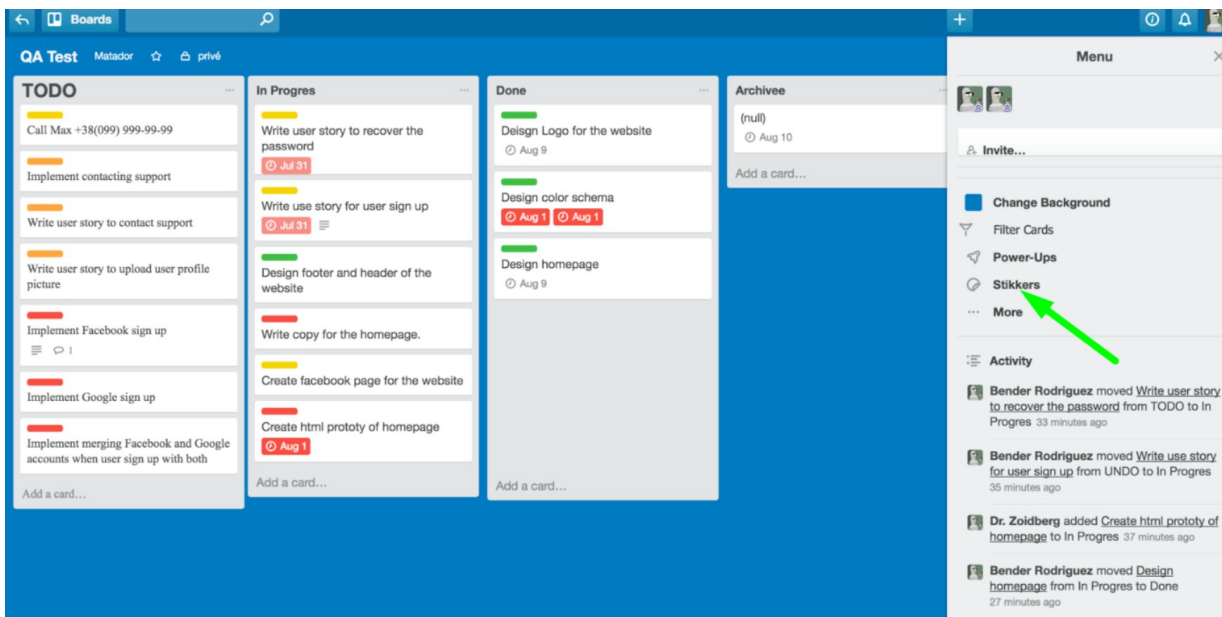 Boards
QA Test Matador privé
TODO
Call Max +38(099) 999-99-99
Implement contacting support
Write user story to contact support
Write user story to upload user profile
picture
Implement Facebook sign up
1
Implement Google sign up
Implement merging Facebook and Google
accounts when user sign up with both
Add a card...
In Progres
Write user story to recover the
password
Jul 31
Write use story for user sign up
Jul 31
Design footer and header of the
website
Write copy for the homepage.
Create facebook page for the website
Create html prototy of homepage
Aug 1
Add a card...
Done
Deisgn Logo for the website
Aug 9
Design color schema
Aug 1 Aug 1
Design homepage
Aug 9
Add a card...
Archivee
(null)
Aug 10
Add a card...
Menu
Invite...
Change Background
Filter Cards
Power-Ups
Stikkers
More
Activity
Bender Rodriguez moved Write user story
to recover the password from TODO to In
Progres 33 minutes ago
Bender Rodriguez moved Write use story
for user sign up from UNDO to In Progres
35 minutes ago
Dr. Zoidberg added Create html prototy of
homepage to In Progres 37 minutes ago
Bender Rodriguez moved Design
homepage from In Progres to Done
27 minutes ago